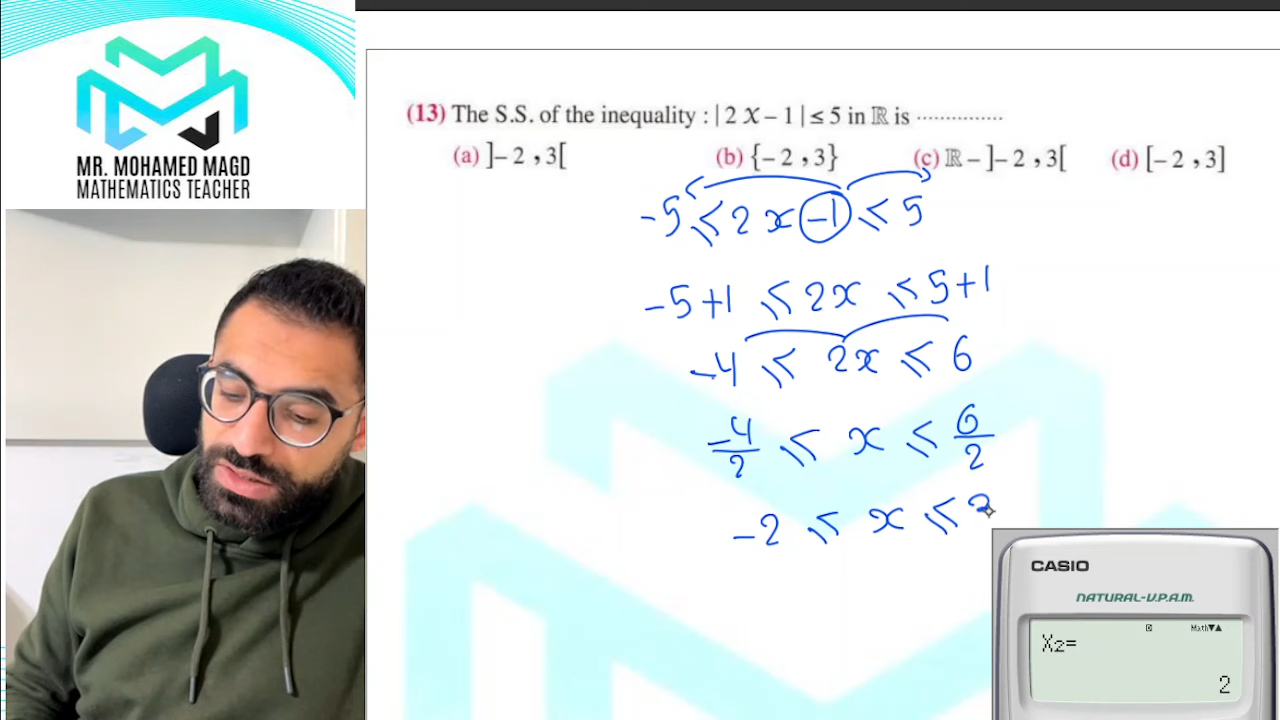 MR. MOHAMED MAGD
MATHEMATICS TEACHER
(13) The S.S. of the inequality : | 2 X – 1 | ≤ 5 in ℝ is ...............
(a) ]– 2 , 3[ (b) {– 2 , 3} (c) ℝ – ]– 2 , 3[ (d) [– 2 , 3]
-5 ≤ 2x -1 ≤ 5
-5+1 ≤ 2x ≤ 5+1
-4 ≤ 2x ≤ 6
-4/2 ≤ x ≤ 6/2
-2 ≤ x ≤
CASIO
NATURAL-V.P.A.M.
Math▼▲
X₂=
2